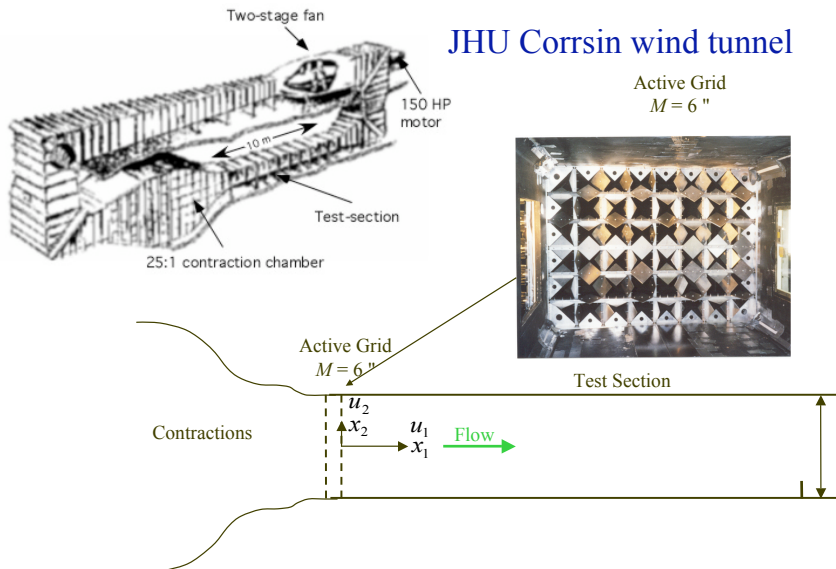 Two-stage fan
JHU Corrsin wind tunnel
150 HP
motor
10 m
Test-section
25:1 contraction chamber
Active Grid
M = 6 "
Active Grid
M = 6 "
Test Section
Contractions
u2
x2
u1
x1
Flow